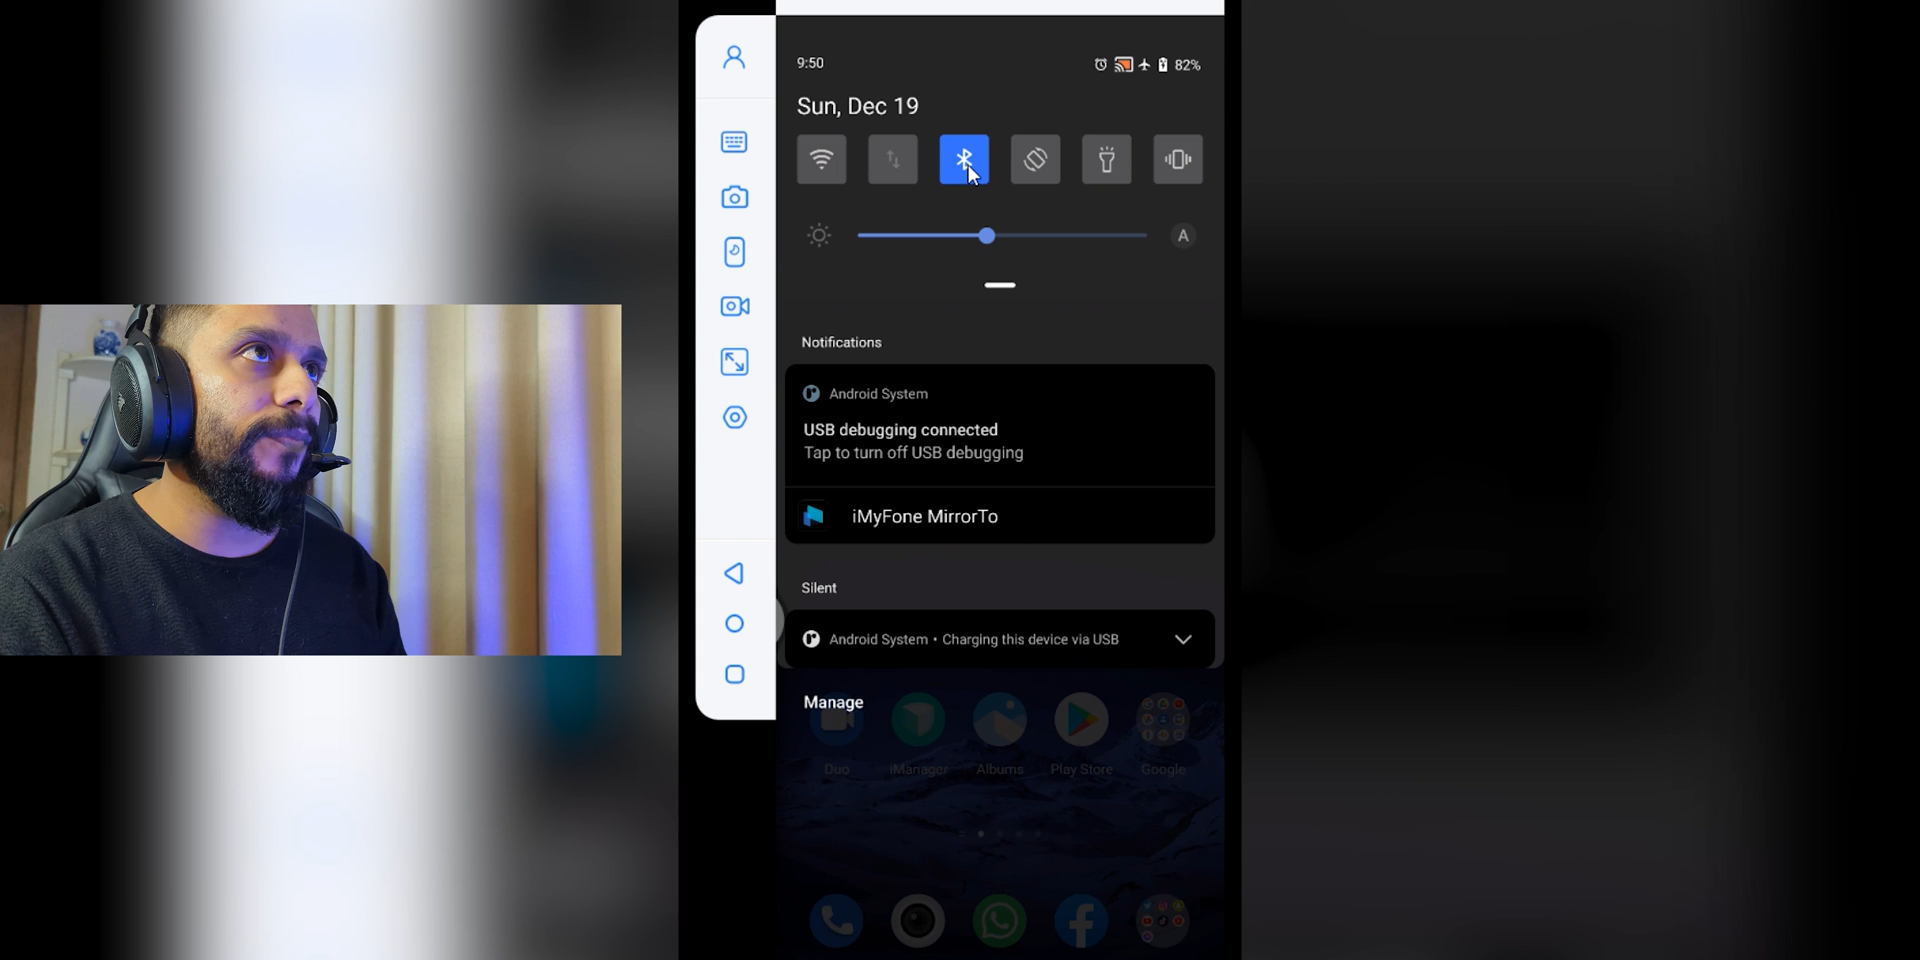 9:50
82%
Sun, Dec 19
A
Notifications
Android System
USB debugging connected
Tap to turn off USB debugging
iMyFone MirrorTo
Silent
Android System • Charging this device via USB
Manage
Duo
iManager
Albums
Play Store
Google